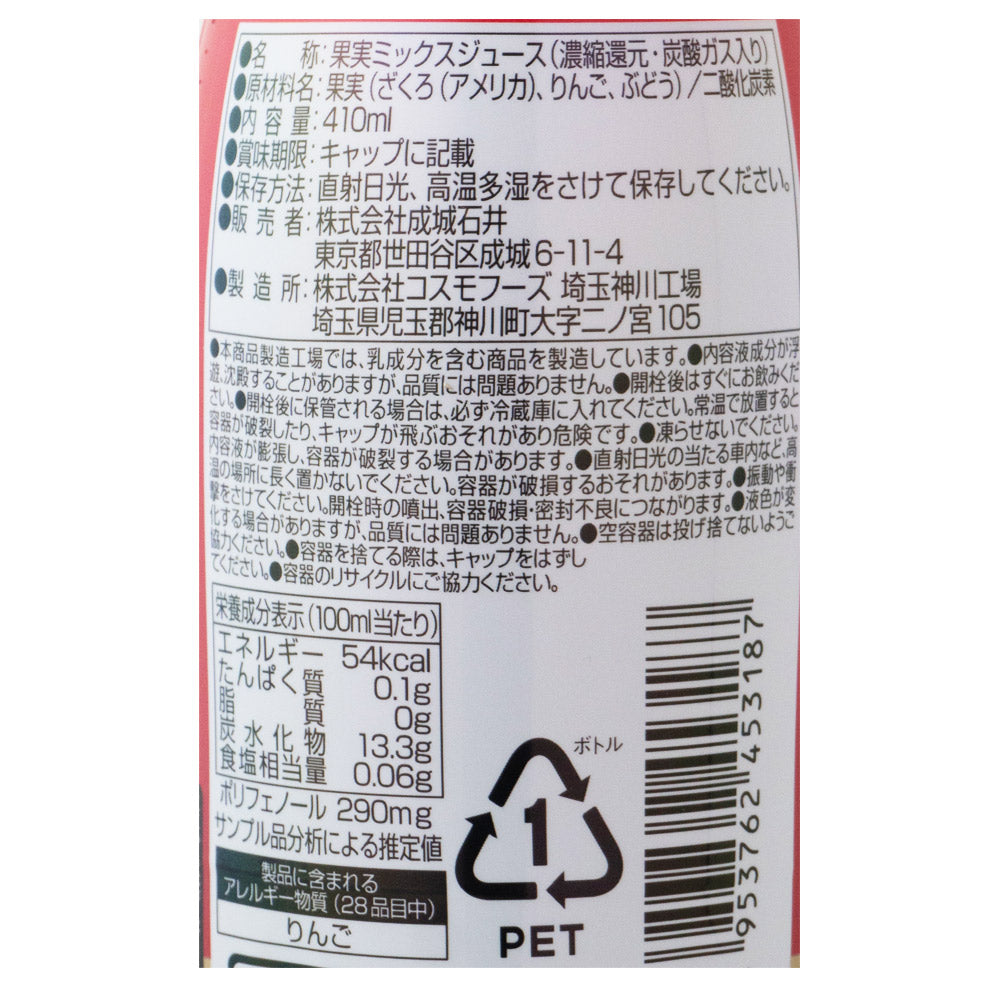 ●名称：果実ミックスジュース（濃縮還元・炭酸ガス入り）
●原材料名：果実（ざくろ（アメリカ）、りんご、ぶどう）／二酸化炭素
●内容量：410ml
●賞味期限：キャップに記載
●保存方法：直射日光、高温多湿をさけて保存してください。
●販売者：株式会社成城石井
東京都世田谷区成城6-11-4
●製造所：株式会社コスモフーズ 埼玉神川工場
埼玉県児玉郡神川町大字二ノ宮105
●本商品製造工場では、乳成分を含む商品を製造しています。●内容液成分が浮
遊、沈殿することがありますが、品質には問題ありません。●開栓後はすぐにお飲みくだ
さい。●開栓後に保管される場合は、必ず冷蔵庫に入れてください。常温で放置すると
容器が破裂したり、キャップが飛ぶおそれがあり危険です。●凍らせないでください。
内容液が膨張し、容器が破裂する場合があります。●直射日光の当たる車内など、高
温の場所に長く置かないでください。容器が破損するおそれがあります。●振動や衝
撃をさけてください。開栓時の噴出、容器破損・密封不良につながります。●液色が変
化する場合がありますが、品質には問題ありません。●空容器は投げ捨てないようご
協力ください。●容器を捨てる際は、キャップをはずし
てください。●容器のリサイクルにご協力ください。
栄養成分表示（100ml当たり）
エネルギー 54kcal
たんぱく質 0.1g
脂質 0g
炭水化物 13.3g
食塩相当量 0.06g
ポリフェノール 290mg
サンプル品分析による推定値
製品に含まれる
アレルギー物質（28品目中）
りんご
ボトル
1
PET
953762 453187